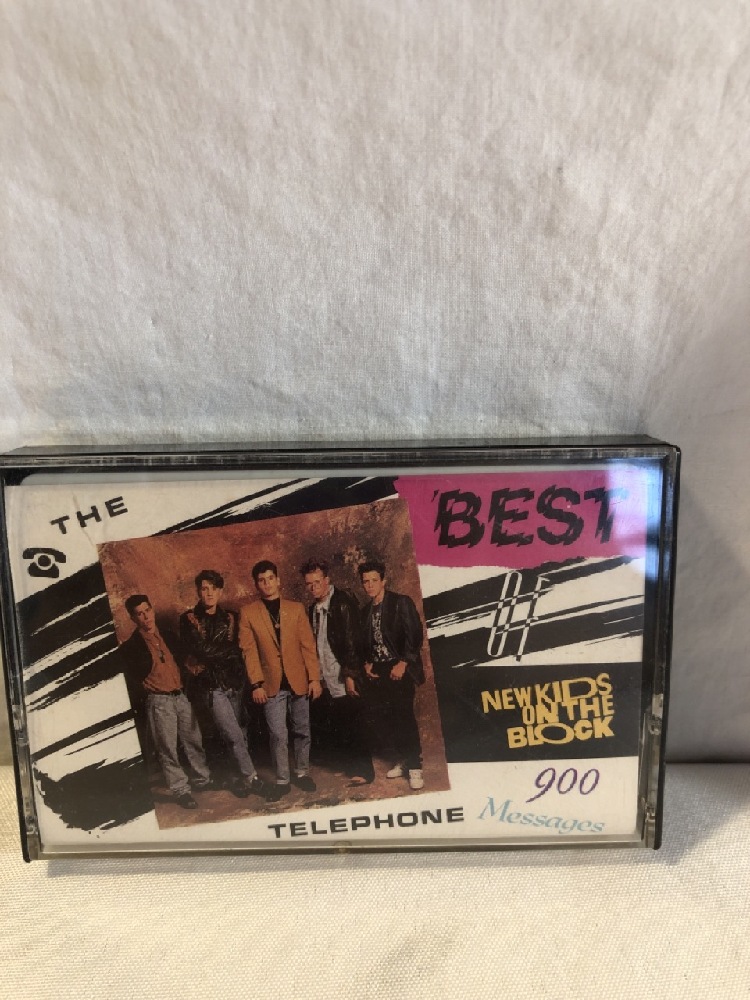 THE
BEST
OF
NEW KIDS
ON THE
BLOCK
900
TELEPHONE
Messages